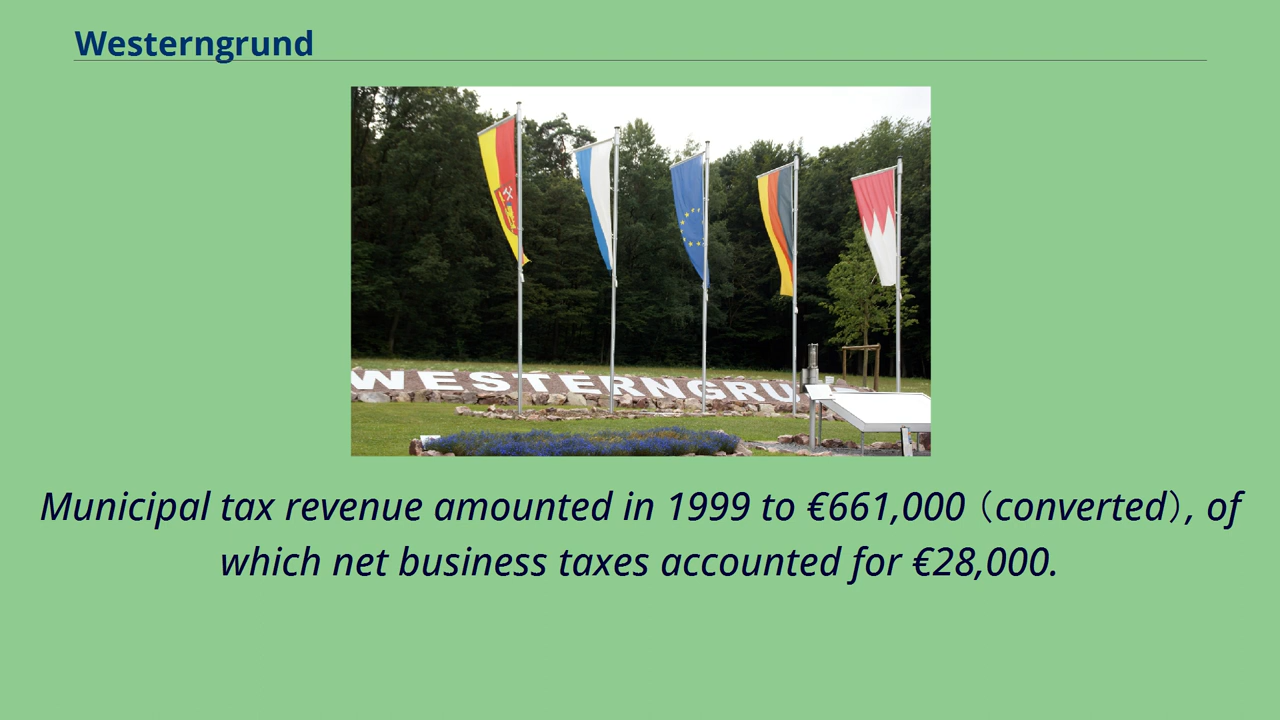 Westerngrund
WESTERNGRU
Municipal tax revenue amounted in 1999 to €661,000 (converted), of
which net business taxes accounted for €28,000.